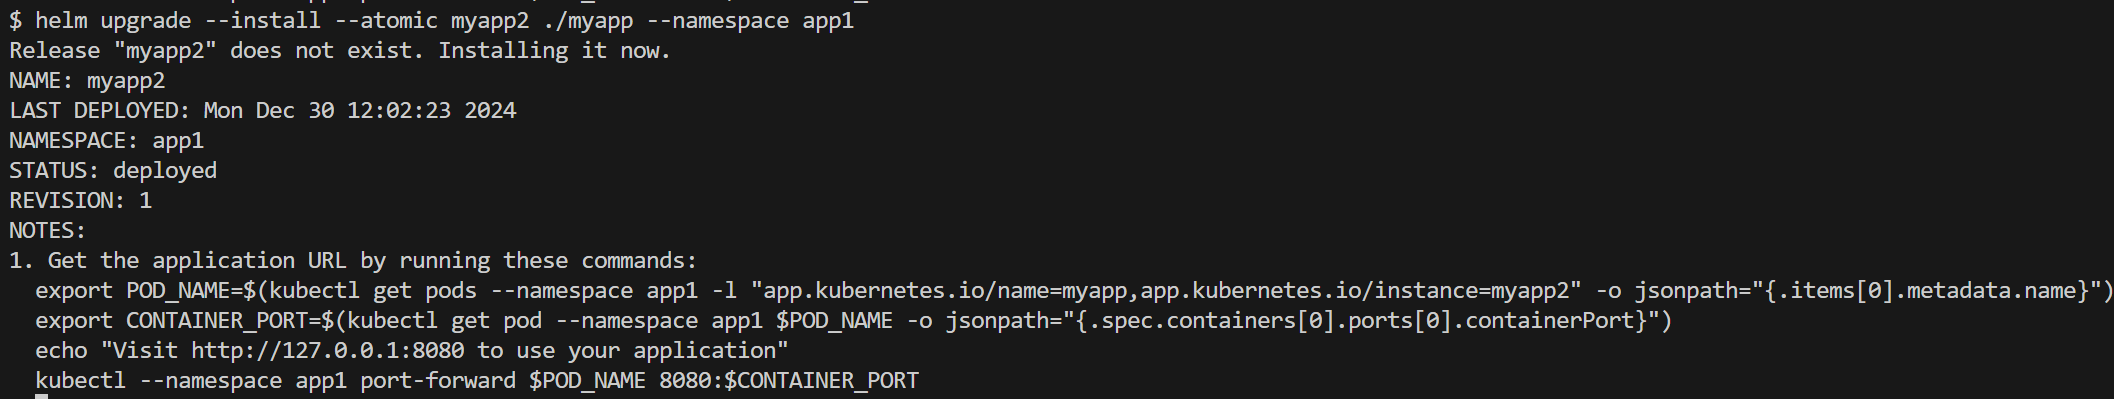 $ helm upgrade --install --atomic myapp2 ./myapp --namespace app1
Release "myapp2" does not exist. Installing it now.
NAME: myapp2
LAST DEPLOYED: Mon Dec 30 12:02:23 2024
NAMESPACE: app1
STATUS: deployed
REVISION: 1
NOTES:
1. Get the application URL by running these commands:
  export POD_NAME=$(kubectl get pods --namespace app1 -l "app.kubernetes.io/name=myapp,app.kubernetes.io/instance=myapp2" -o jsonpath="{.items[0].metadata.name}")
  export CONTAINER_PORT=$(kubectl get pod --namespace app1 $POD_NAME -o jsonpath="{.spec.containers[0].ports[0].containerPort}")
  echo "Visit http://127.0.0.1:8080 to use your application"
  kubectl --namespace app1 port-forward $POD_NAME 8080:$CONTAINER_PORT